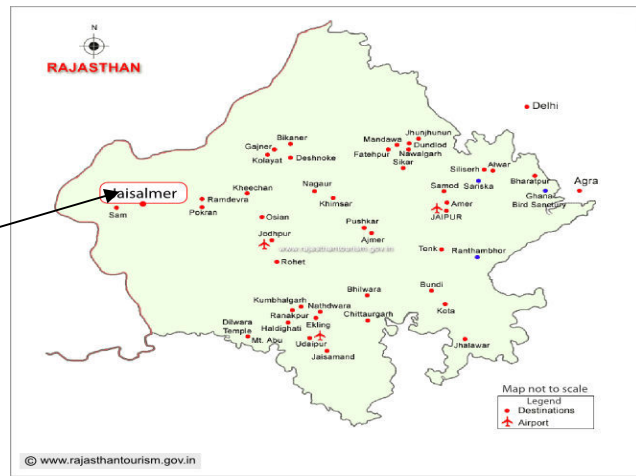 N
RAJASTHAN
Delhi
Jhunjhunun
Mandawa
Dundlod
Bikaner
Gajner
Nawalgarh
Fatehpur
Kolayat
Deshnoke
Sikar
Siliserh
Alwar
Sariska
Bharatpur
Agra
Ghana
Bird Sanctury
Jaisalmer
Sam
Kheechan
Ramdevra
Pokran
Nagaur
Khimsar
Samod
Amer
JAIPUR
Osian
Pushkar
Ajmer
Jodhpur
www.rajasthantourism.gov.in
Tonk
Ranthambhor
Rohet
Bhilwara
Bundi
Kumbhalgarh
Nathdwara
Ranakpur
Chittaurgarh
Kota
Haldighati
Ekling
Dilwara
Temple
Mt. Abu
Udaipur
Jaisamand
Jhalawar
Map not to scale
Legend
Destinations
Airport
© www.rajasthantourism.gov.in